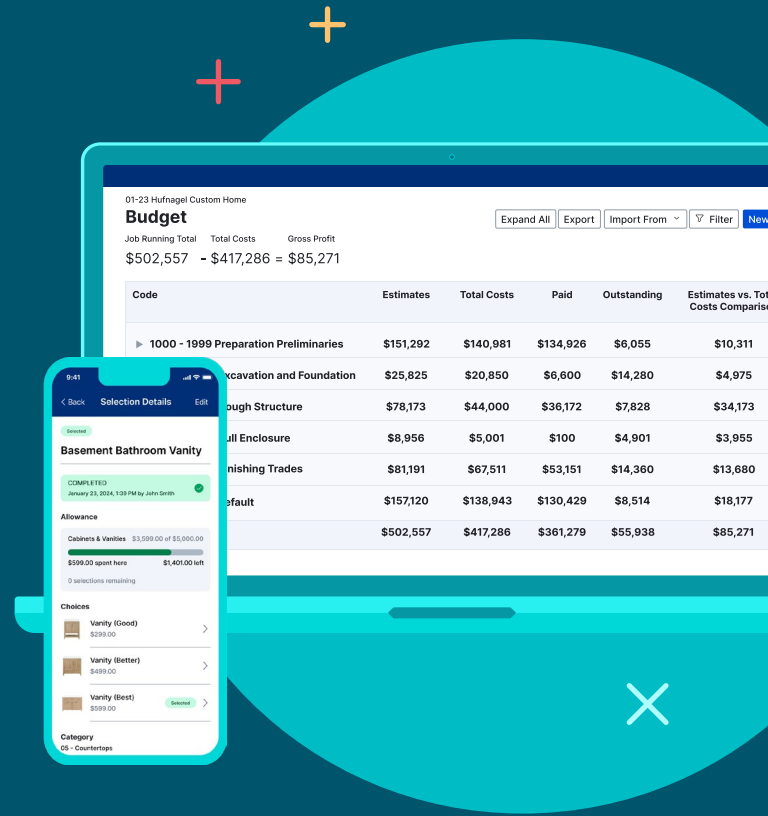 01-23 Hufnagel Custom Home
Budget
Expand All Export Import From Filter New
Job Running Total Total Costs Gross Profit
$502,557 - $417,286 = $85,271
Code Estimates Total Costs Paid Outstanding Estimates vs. Tot
Costs Comparis
1000 - 1999 Preparation Preliminaries $151,292 $140,981 $134,926 $6,055 $10,311
xcavation and Foundation $25,825 $20,850 $6,600 $14,280 $4,975
ough Structure $78,173 $44,000 $36,172 $7,828 $34,173
ull Enclosure $8,956 $5,001 $100 $4,901 $3,955
nishing Trades $81,191 $67,511 $53,151 $14,360 $13,680
efault $157,120 $138,943 $130,429 $8,514 $18,177
$502,557 $417,286 $361,279 $55,938 $85,271
9:41
Back Selection Details Edit
Selected
Basement Bathroom Vanity
COMPLETED
January 23, 2024, 1:39 PM by John Smith
Allowance
Cabinets & Vanities $3,599.00 of $5,000.00
$599.00 spent here $1,401.00 left
0 selections remaining
Choices
Vanity (Good)
$299.00
Vanity (Better)
$499.00
Vanity (Best)
$599.00 Selected
Category
05 - Countertops